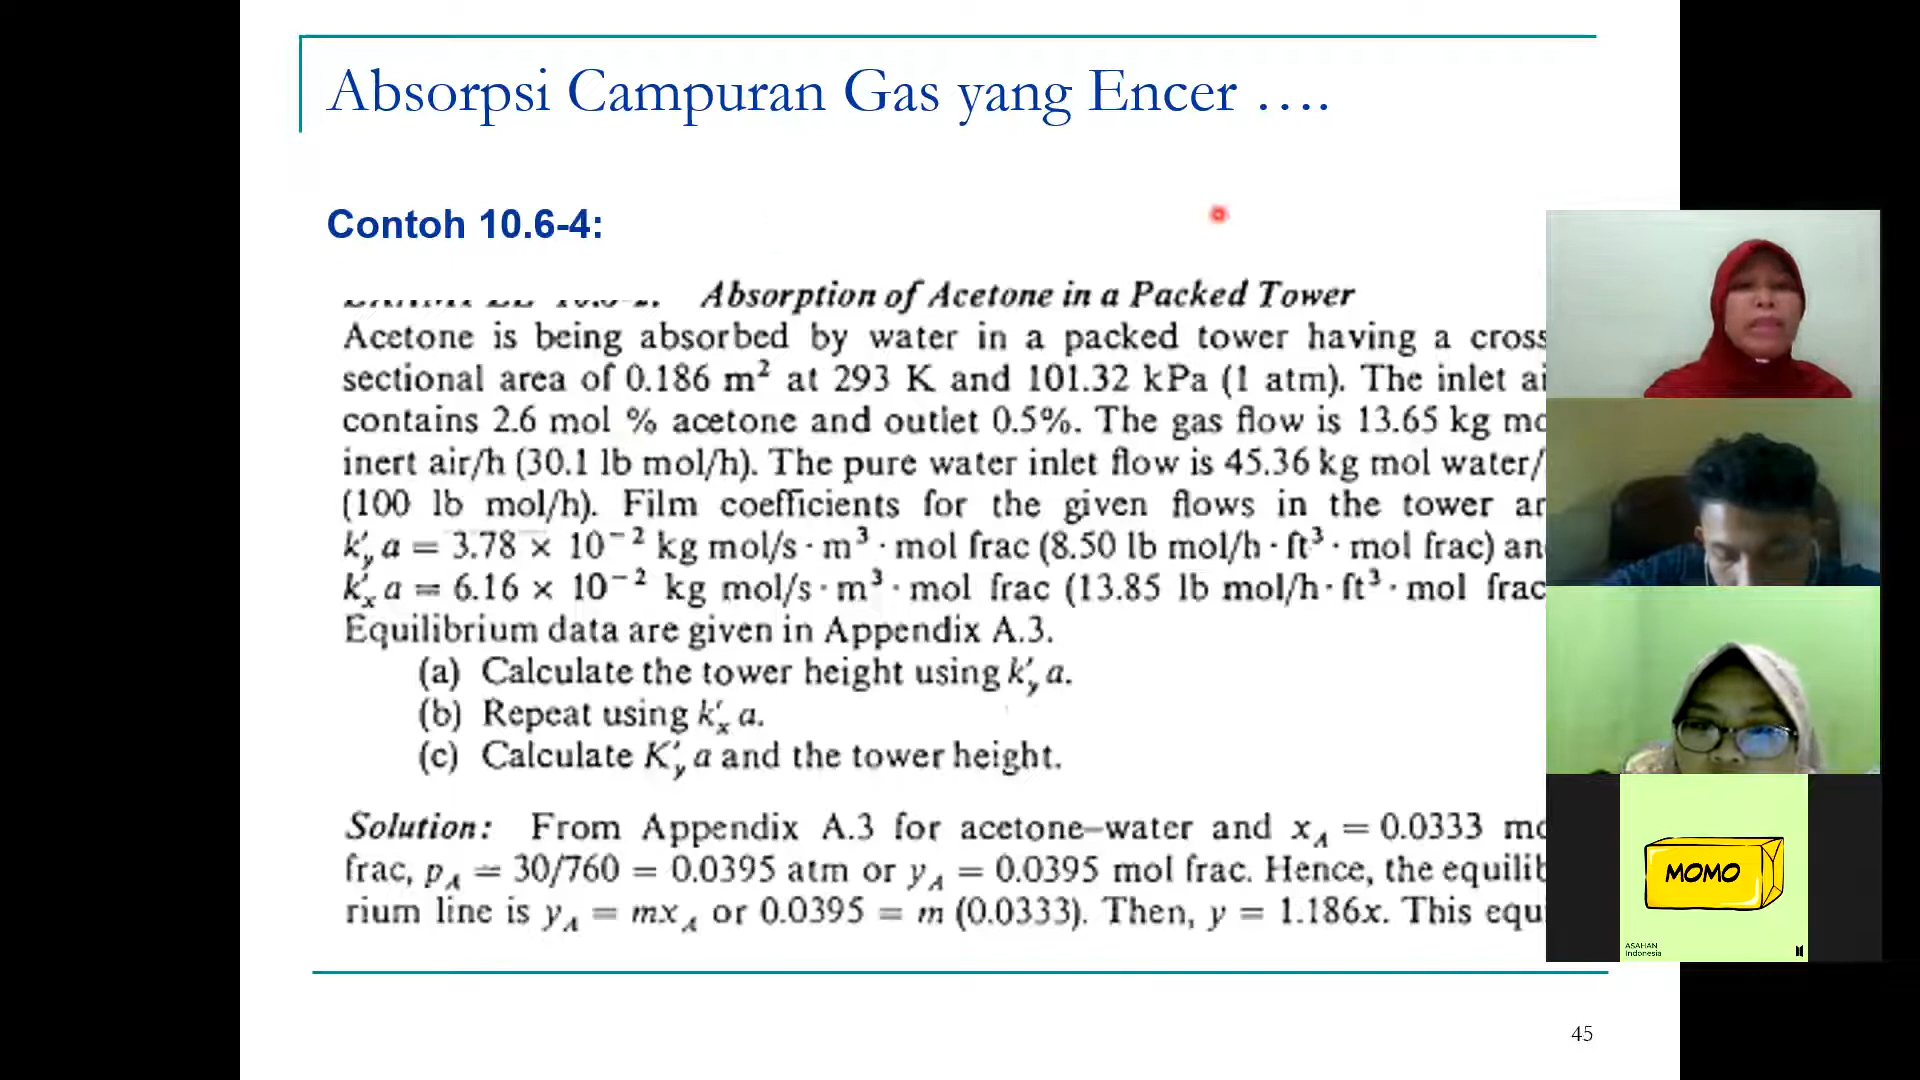 Absorpsi Campuran Gas yang Encer ....
Contoh 10.6-4:
Absorption of Acetone in a Packed Tower
Acetone is being absorbed by water in a packed tower having a cross
sectional area of 0.186 m² at 293 K and 101.32 kPa (1 atm). The inlet ai
contains 2.6 mol % acetone and outlet 0.5%. The gas flow is 13.65 kg mo
inert air/h (30.1 lb mol/h). The pure water inlet flow is 45.36 kg mol water/
(100 lb mol/h). Film coefficients for the given flows in the tower ar
k′y a = 3.78 × 10⁻² kg mol/s · m³ · mol frac (8.50 lb mol/h · ft³ · mol frac) an
k′x a = 6.16 × 10⁻² kg mol/s · m³ · mol frac (13.85 lb mol/h · ft³ · mol frac
Equilibrium data are given in Appendix A.3.
(a) Calculate the tower height using k′y a.
(b) Repeat using k′x a.
(c) Calculate K′y a and the tower height.
Solution: From Appendix A.3 for acetone–water and xA = 0.0333 mo
frac, pA = 30/760 = 0.0395 atm or yA = 0.0395 mol frac. Hence, the equilib
rium line is yA = mxA or 0.0395 = m (0.0333). Then, y = 1.186x. This equ
45
MOMO
ASAHAN
Indonesia